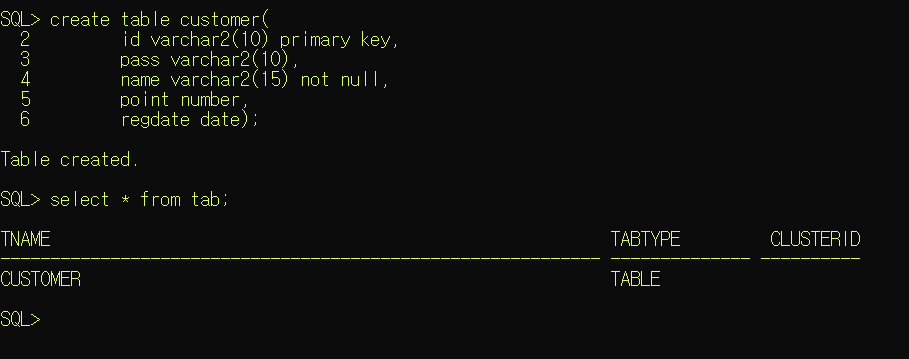 SQL> create table customer(
  2         id varchar2(10) primary key,
  3         pass varchar2(10),
  4         name varchar2(15) not null,
  5         point number,
  6         regdate date);
Table created.
SQL> select * from tab;
TNAME                                                        TABTYPE         CLUSTERID
------------------------------------------------------------ -------------- ----------
CUSTOMER                                                     TABLE
SQL>